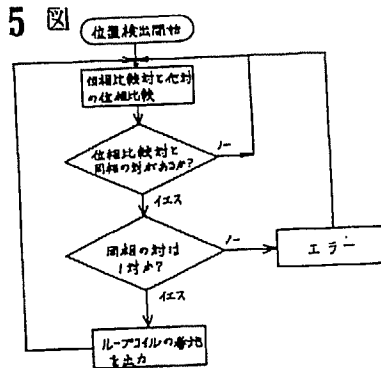 5 図
位置検出開始
位相比較対と他対
の位相比較
位相比較対と
同相の対があるか?
ノー
イエス
同相の対は
1対か?
ノー
エラー
イエス
ループコイルの番地
を出力